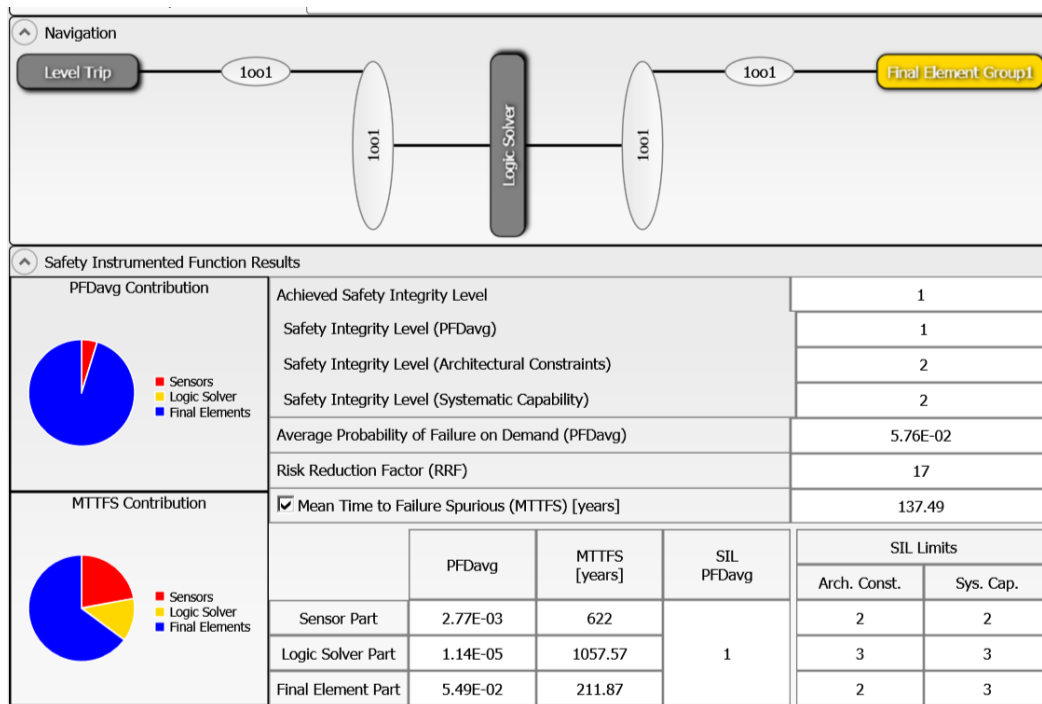 Navigation
Level Trip
1oo1
1oo1
Logic Solver
1oo1
1oo1
Final Element Group1
Safety Instrumented Function Results
PFDavg Contribution
Sensors
Logic Solver
Final Elements
Achieved Safety Integrity Level 1
Safety Integrity Level (PFDavg) 1
Safety Integrity Level (Architectural Constraints) 2
Safety Integrity Level (Systematic Capability) 2
Average Probability of Failure on Demand (PFDavg) 5.76E-02
Risk Reduction Factor (RRF) 17
MTTFS Contribution
Sensors
Logic Solver
Final Elements
Mean Time to Failure Spurious (MTTFS) [years] 137.49
PFDavg MTTFS [years] SIL PFDavg SIL Limits
Arch. Const. Sys. Cap.
Sensor Part 2.77E-03 622 2 2
Logic Solver Part 1.14E-05 1057.57 1 3 3
Final Element Part 5.49E-02 211.87 2 3